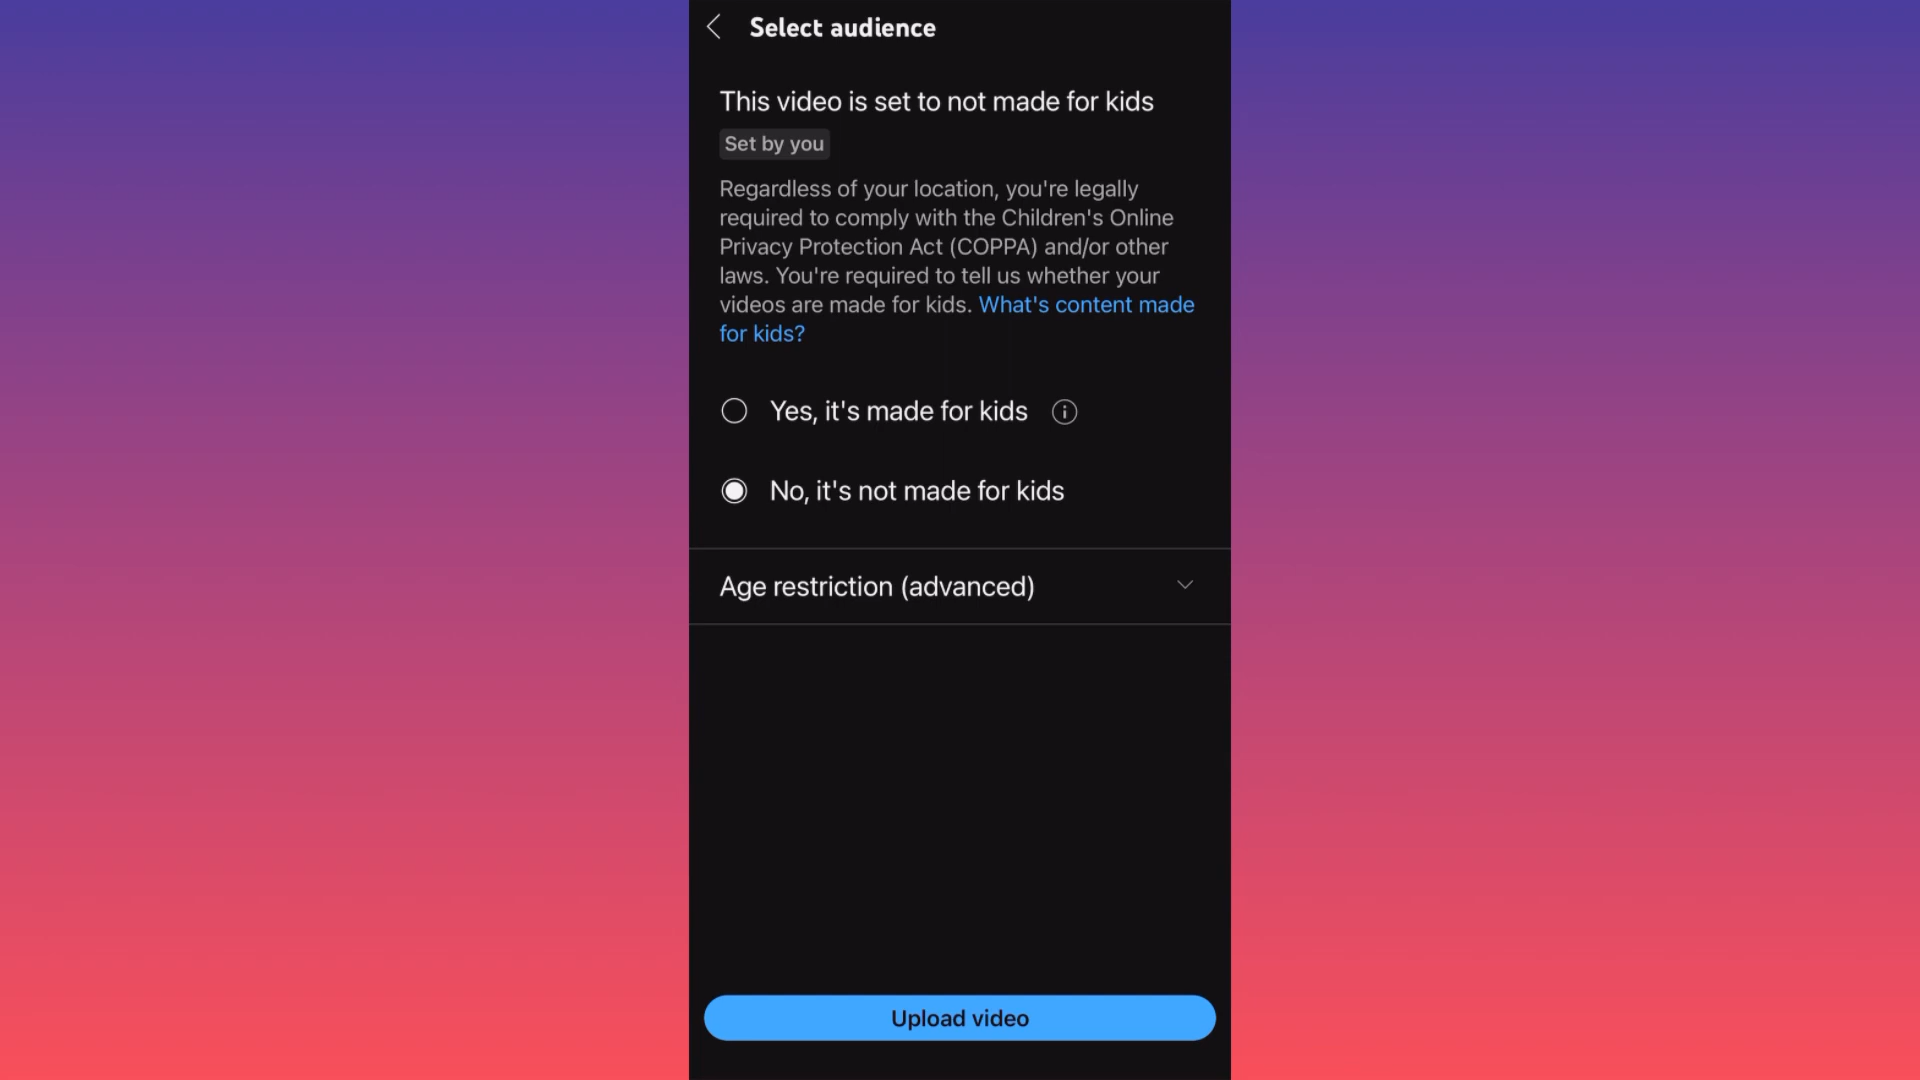 Select audience
This video is set to not made for kids
Set by you
Regardless of your location, you're legally
required to comply with the Children's Online
Privacy Protection Act (COPPA) and/or other
laws. You're required to tell us whether your
videos are made for kids. What's content made
for kids?
Yes, it's made for kids
No, it's not made for kids
Age restriction (advanced)
Upload video